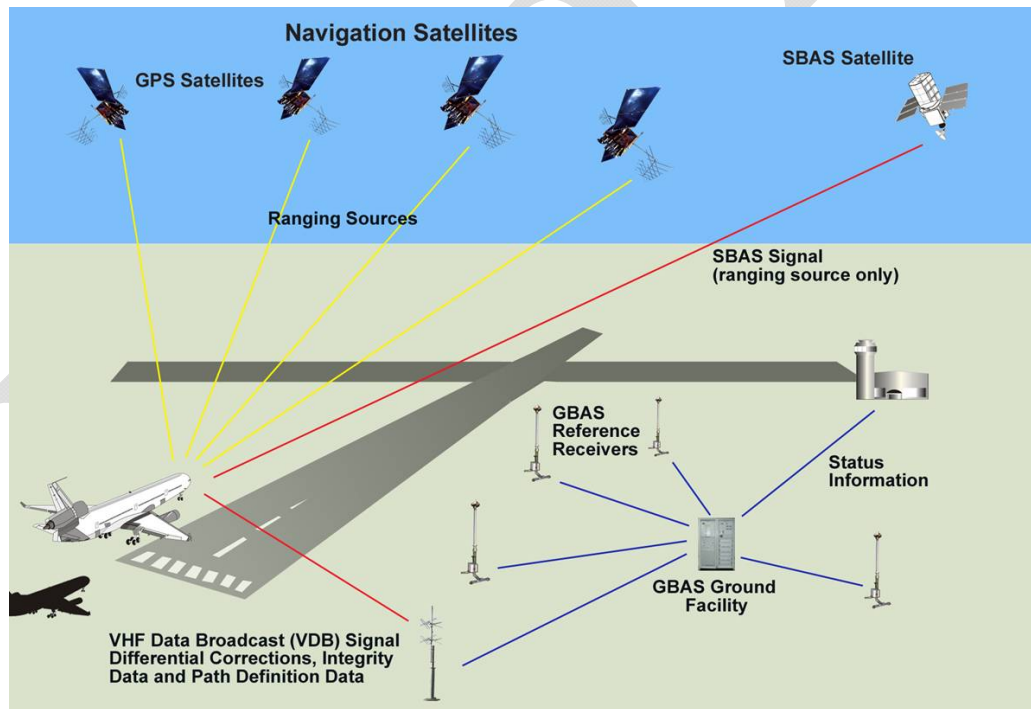 Navigation Satellites
GPS Satellites
SBAS Satellite
Ranging Sources
SBAS Signal
(ranging source only)
GBAS
Reference
Receivers
Status
Information
GBAS Ground
Facility
VHF Data Broadcast (VDB) Signal
Differential Corrections, Integrity
Data and Path Definition Data